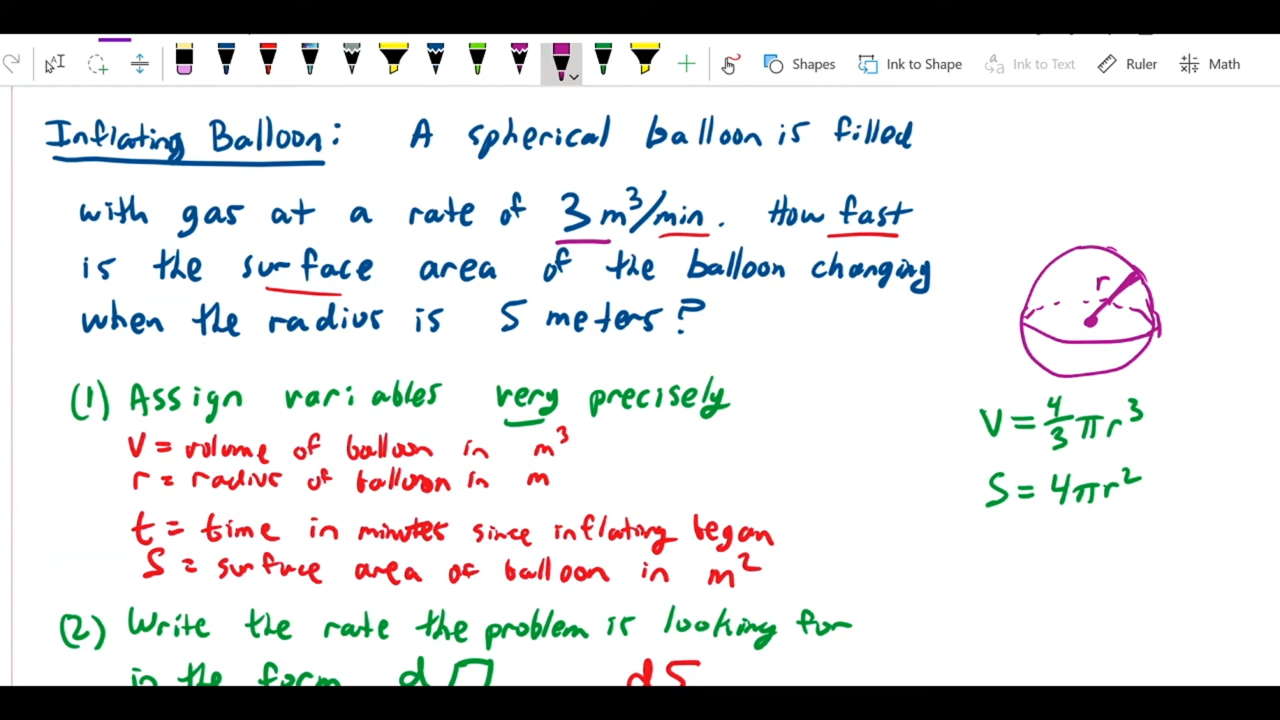 Shapes
Ink to Shape
Ink to Text
Ruler
Math
Inflating Balloon: A spherical balloon is filled
with gas at a rate of 3 m³/min. How fast
is the surface area of the balloon changing
when the radius is 5 meters?
r
(1) Assign variables very precisely
V = volume of balloon in m³
r = radius of balloon in m
t = time in minutes since inflating began
S = surface area of balloon in m²
V = 4/3 πr³
S = 4πr²
(2) Write the rate the problem is looking for
in the form d□ dS